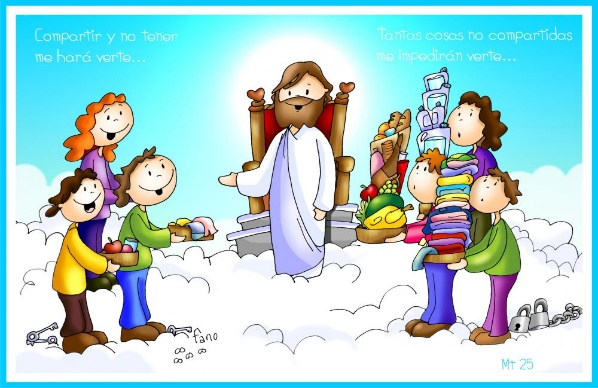 Compartir y no tener
me hará verte...
Tantas cosas no compartidas
me impedirán verte...
fano
Mt 25